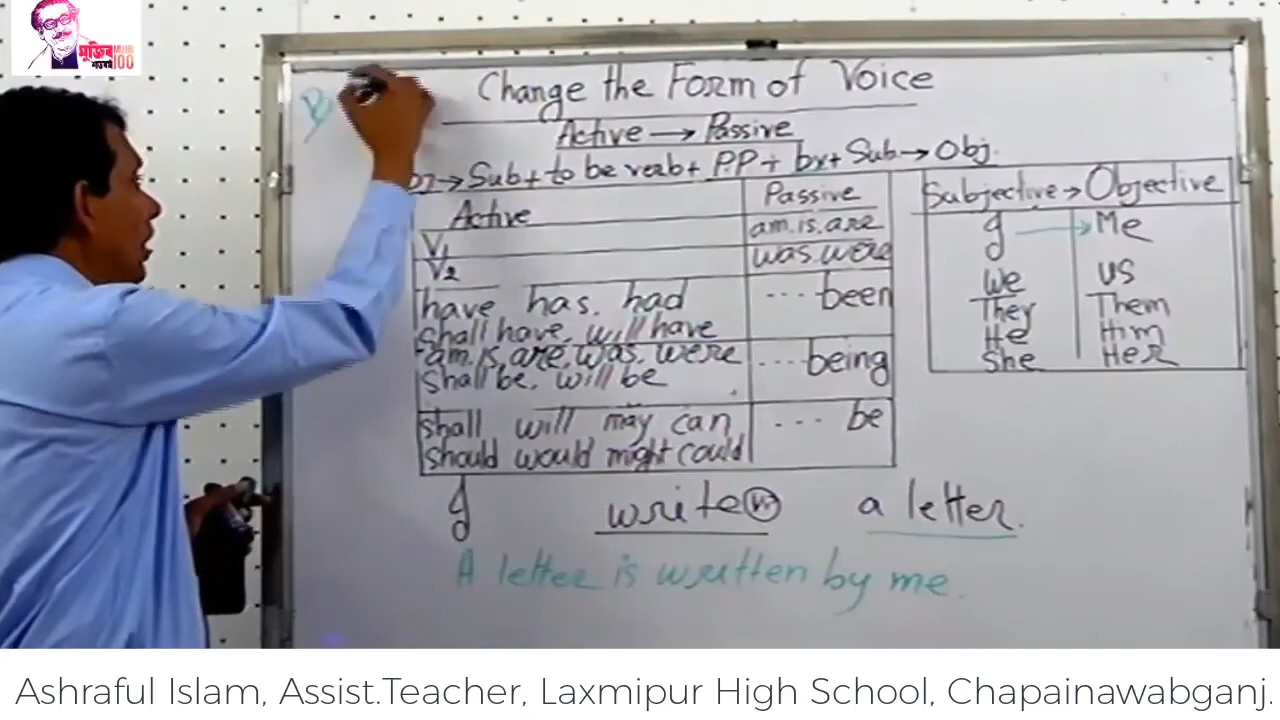 মুজিব
শতবর্ষ
MUJIB
100
Change the Form of Voice
Active → Passive
→ Sub + to be verb + P.P + by + Sub → Obj.
Active Passive
V1 am. is. are
V2 was. were
have has. had ... been
shall have. will have
am. is. are. was. were ... being
shall be. will be
shall will may can ... be
should would might could
Subjective → Objective
I → Me
We us
They Them
He Him
She Her
I write V1 a letter.
A letter is written by me.
Ashraful Islam, Assist.Teacher, Laxmipur High School, Chapainawabganj.